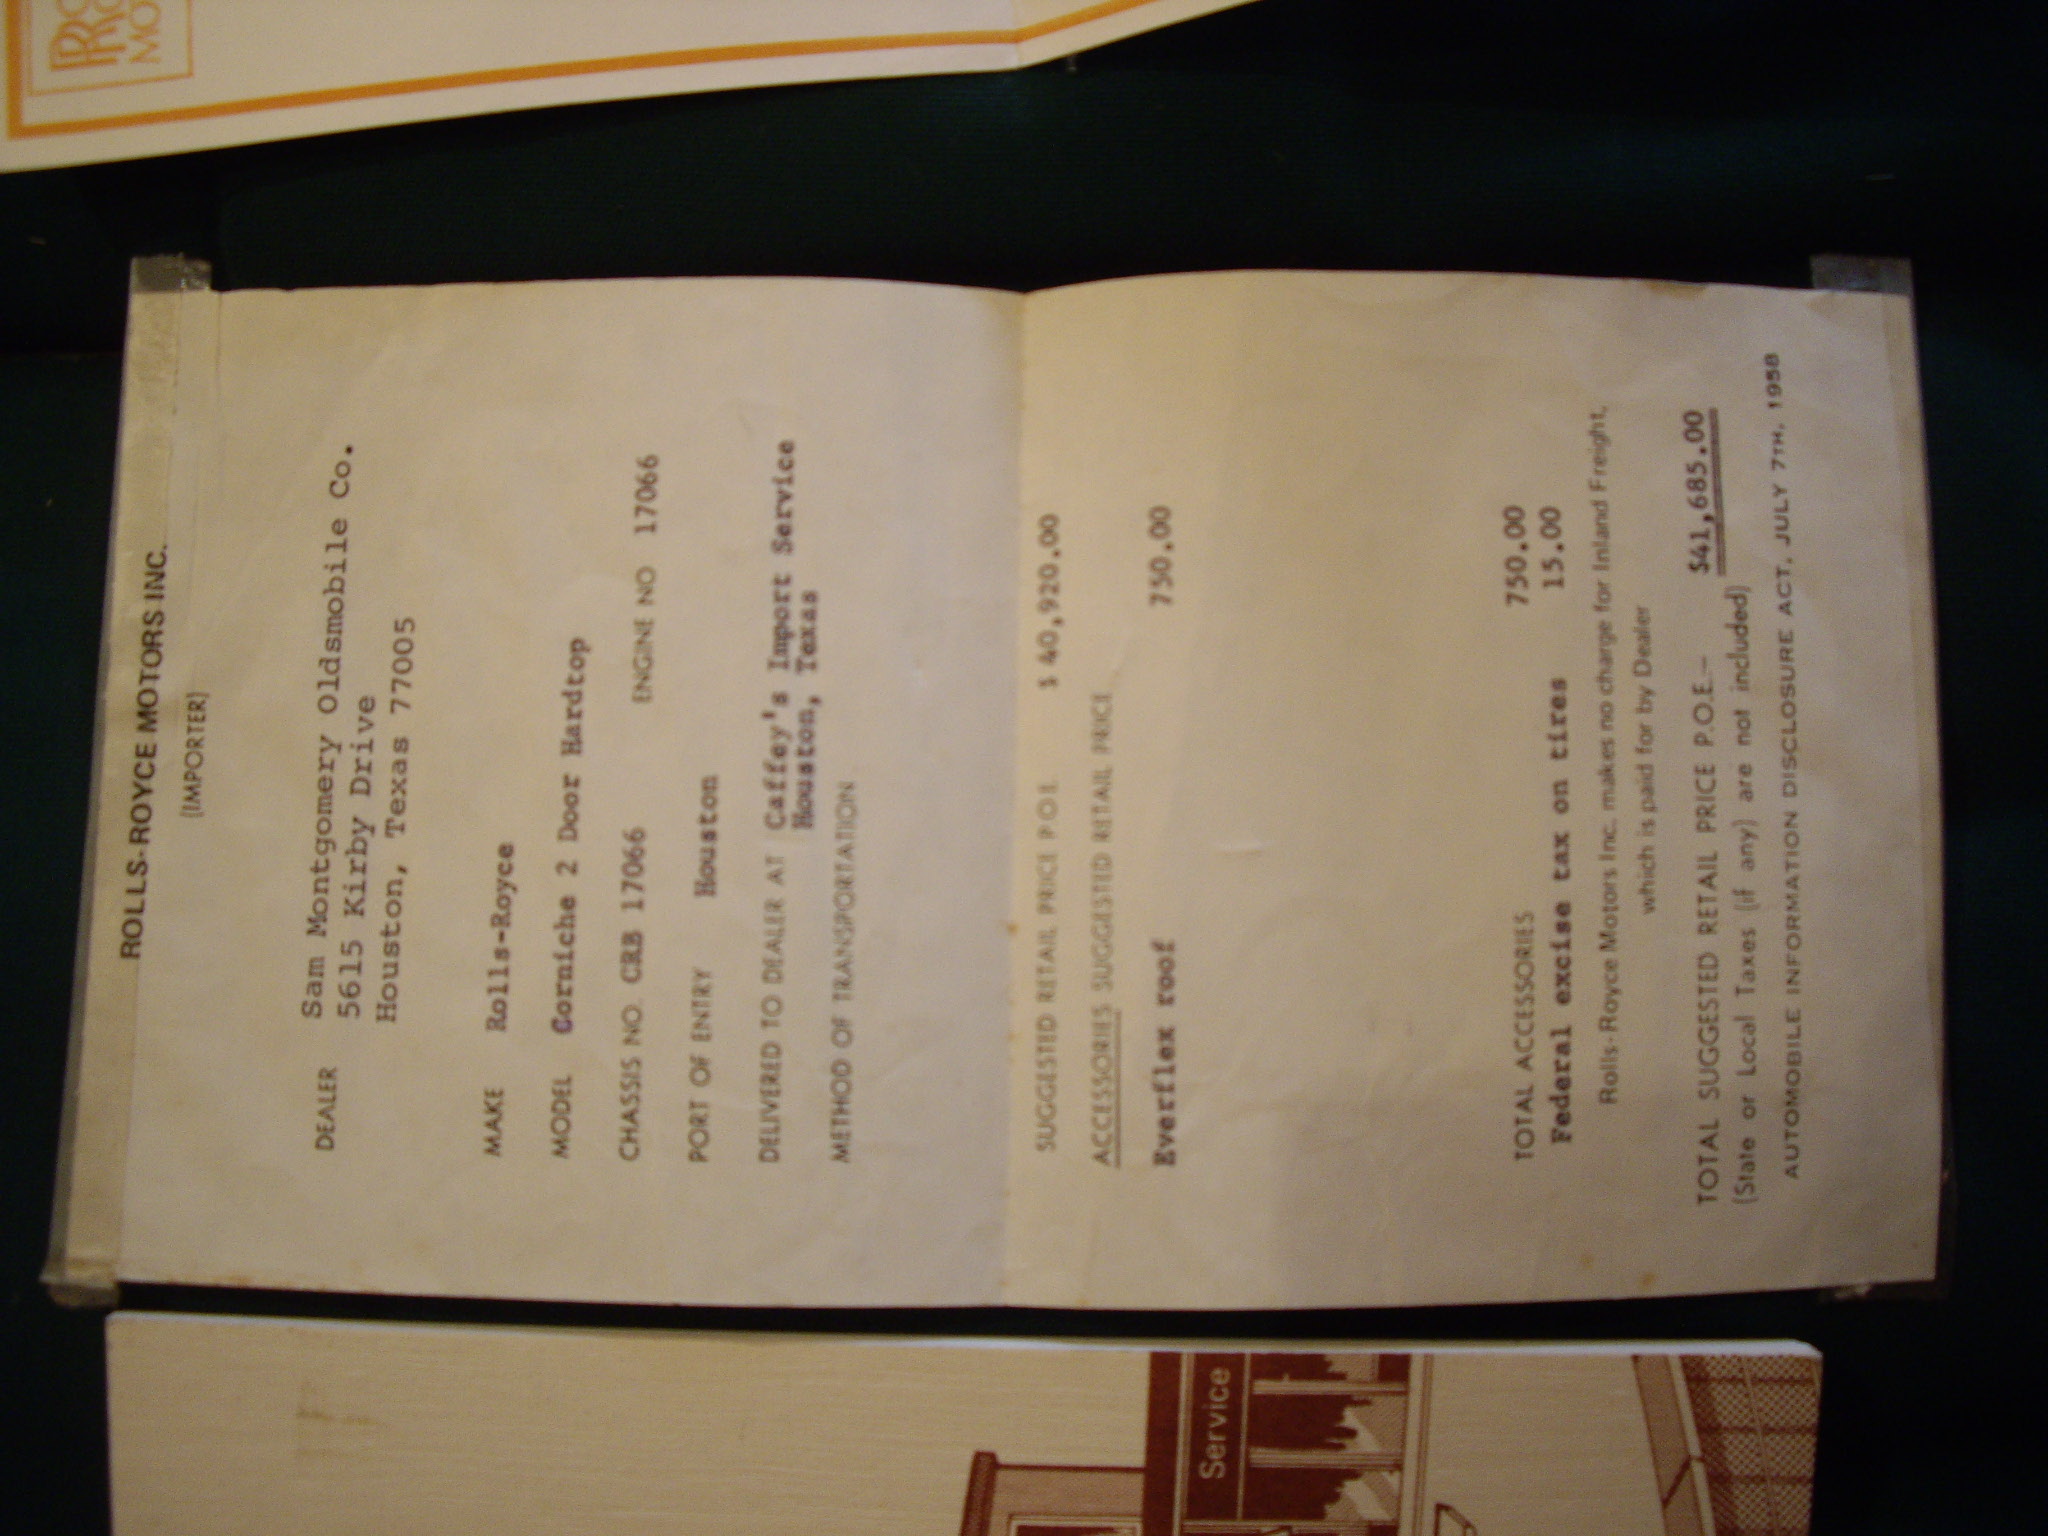 ROLLS-ROYCE MOTORS INC.
(IMPORTER)
DEALER Sam Montgomery Oldsmobile Co.
5615 Kirby Drive
Houston, Texas 77005
MAKE Rolls-Royce
MODEL Corniche 2 Door Hardtop
CHASSIS NO. CRB 17066 ENGINE NO 17066
PORT OF ENTRY Houston
DELIVERED TO DEALER AT Caffey's Import Service
Houston, Texas
METHOD OF TRANSPORTATION
SUGGESTED RETAIL PRICE P.O.E. $ 40,920.00
ACCESSORIES SUGGESTED RETAIL PRICE
Everflex roof 750.00
TOTAL ACCESSORIES 750.00
Federal excise tax on tires 15.00
Rolls-Royce Motors Inc. makes no charge for Inland Freight,
which is paid for by Dealer
TOTAL SUGGESTED RETAIL PRICE P.O.E.— $41,685.00
(State or Local Taxes (if any) are not included)
AUTOMOBILE INFORMATION DISCLOSURE ACT, JULY 7TH, 1958
Service